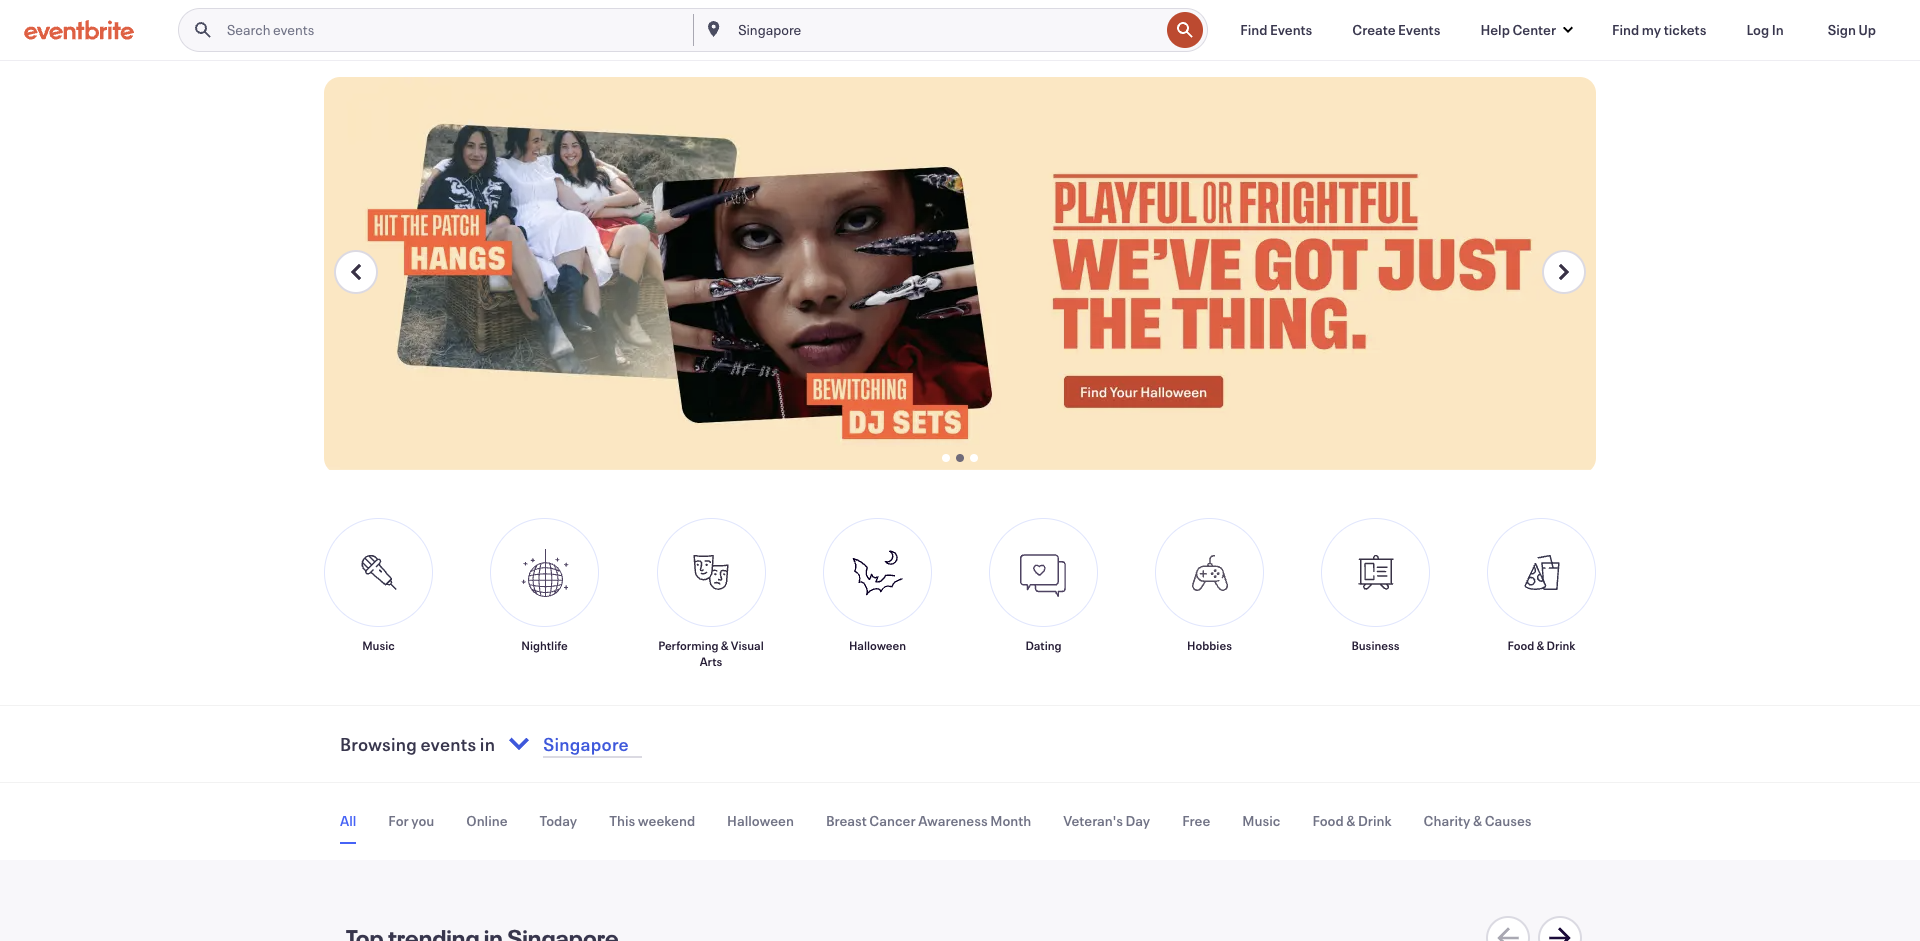 eventbrite
Search events
Singapore
Find Events
Create Events
Help Center
Find my tickets
Log In
Sign Up
HIT THE PATCH
HANGS
BEWITCHING
DJ SETS
PLAYFUL OR FRIGHTFUL
WE'VE GOT JUST
THE THING.
Find Your Halloween
Music
Nightlife
Performing & Visual
Arts
Halloween
Dating
Hobbies
Business
Food & Drink
Browsing events in
Singapore
All
For you
Online
Today
This weekend
Halloween
Breast Cancer Awareness Month
Veteran's Day
Free
Music
Food & Drink
Charity & Causes
Top trending in Singapore